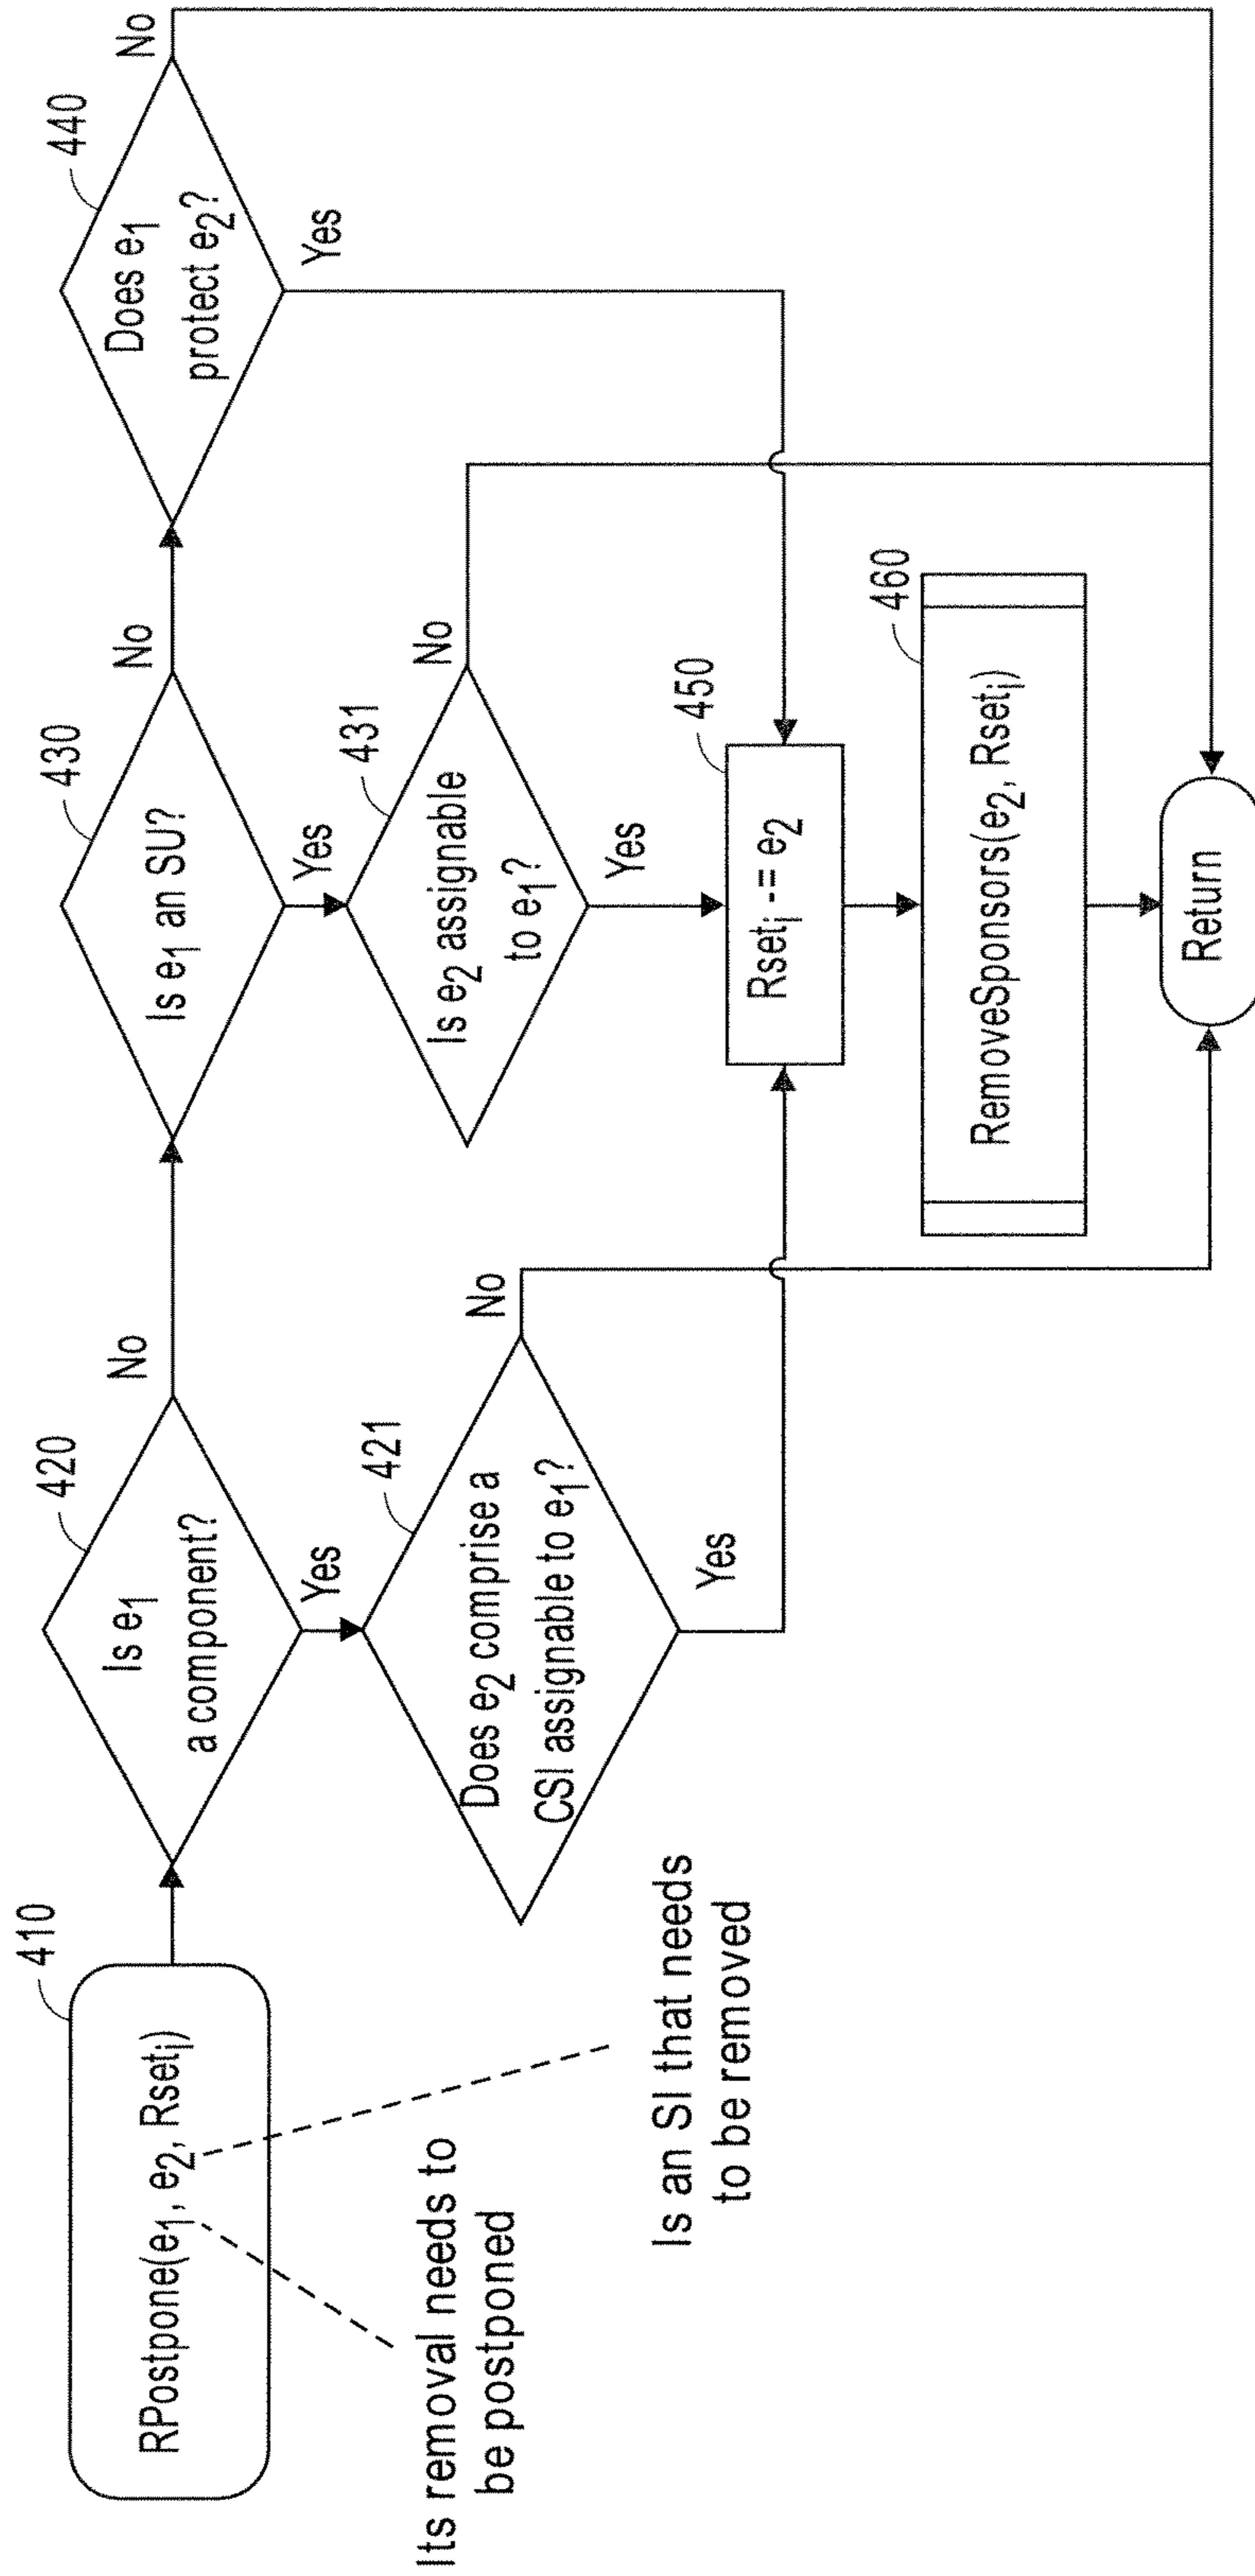 410
RPostpone(e1, e2, Rseti)
Its removal needs to
be postponed
Is an SI that needs
to be removed
420
Is e1
a component?
No
Yes
421
Does e2 comprise a
CSI assignable to e1?
No
Yes
430
Is e1 an SU?
No
Yes
431
Is e2 assignable
to e1?
No
Yes
440
Does e1
protect e2?
No
Yes
450
Rseti -= e2
460
RemoveSponsors(e2, Rseti)
Return